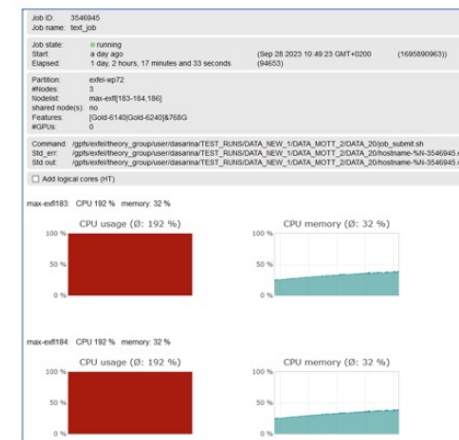 Job ID: 3546945
Job name: text_job
Job state: running
Start: a day ago (Sep 28 2023 10:49:23 GMT+0200 (1695890963))
Elapsed: 1 day, 2 hours, 17 minutes and 33 seconds (94653)
Partition: exfel-wp72
#Nodes: 3
Nodelist: max-exfl[183-184,186]
shared node(s): no
Features: [Gold-6140|Gold-6240]&768G
#GPUs: 0
Command: /gpfs/exfel/theory_group/user/dasarina/TEST_RUNS/DATA_NEW_1/DATA_MOTT_2/DATA_20/job_submit.sh
Std_err: /gpfs/exfel/theory_group/user/dasarina/TEST_RUNS/DATA_NEW_1/DATA_MOTT_2/DATA_20/hostname-%N-3546945.
Std out: /gpfs/exfel/theory_group/user/dasarina/TEST_RUNS/DATA_NEW_1/DATA_MOTT_2/DATA_20/hostname-%N-3546945.
Add logical cores (HT)
max-exfl183: CPU 192 % memory: 32 %
CPU usage (Ø: 192 %) CPU memory (Ø: 32 %)
100 % 100 %
50 % 50 %
0 % 0 %
max-exfl184: CPU 192 % memory: 32 %
CPU usage (Ø: 192 %) CPU memory (Ø: 32 %)
100 % 100 %
50 % 50 %
0 % 0 %